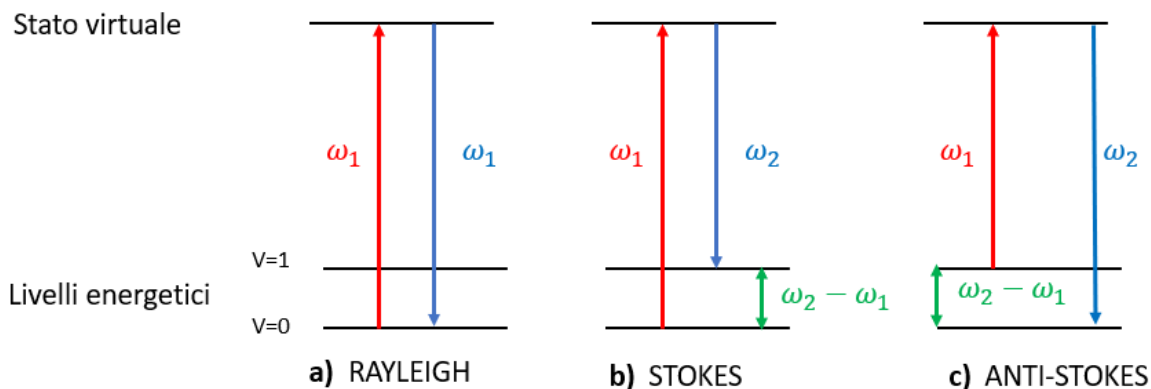 Stato virtuale
ω₁ ω₁ ω₁ ω₂ ω₁ ω₂
V=1
Livelli energetici ω₂ − ω₁ ω₂ − ω₁
V=0
a) RAYLEIGH b) STOKES c) ANTI-STOKES